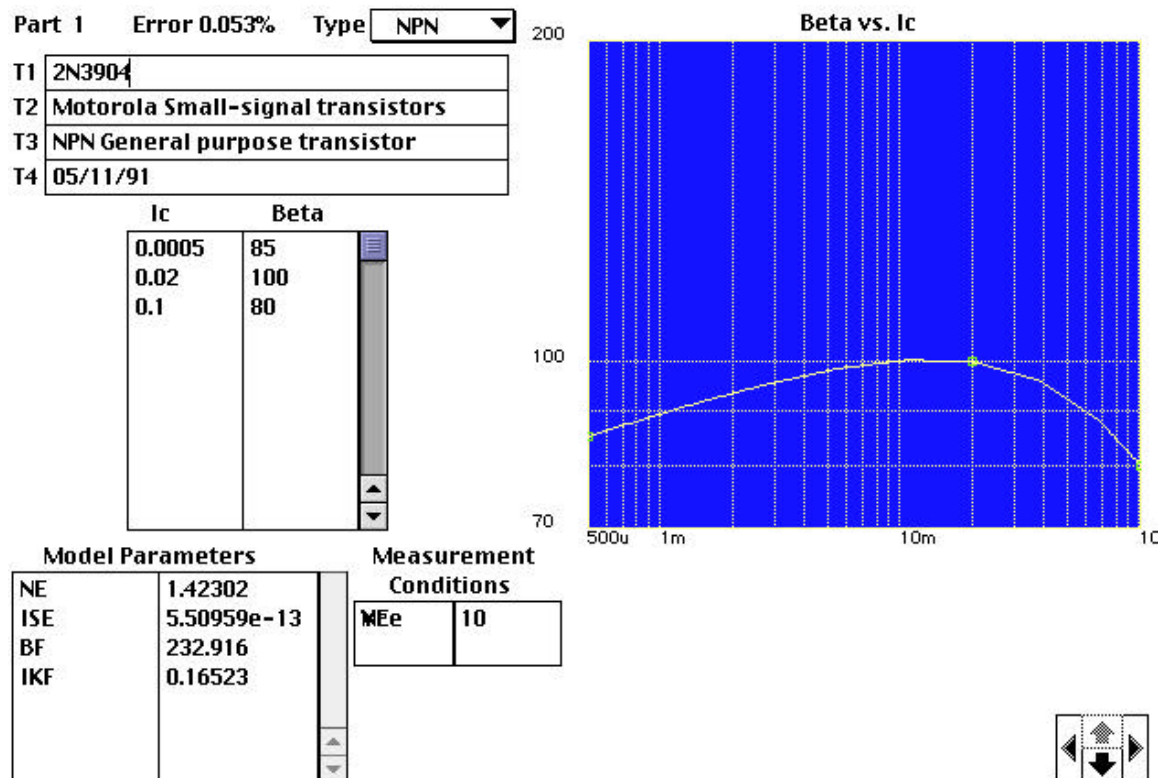 Part 1 Error 0.053% Type NPN
T1 2N3904
T2 Motorola Small-signal transistors
T3 NPN General purpose transistor
T4 05/11/91
Ic Beta
0.0005 85
0.02 100
0.1 80
Model Parameters
NE 1.42302
ISE 5.50959e-13
BF 232.916
IKF 0.16523
Measurement
Conditions
10
Beta vs. Ic
200
100
70
500u 1m 10m 10